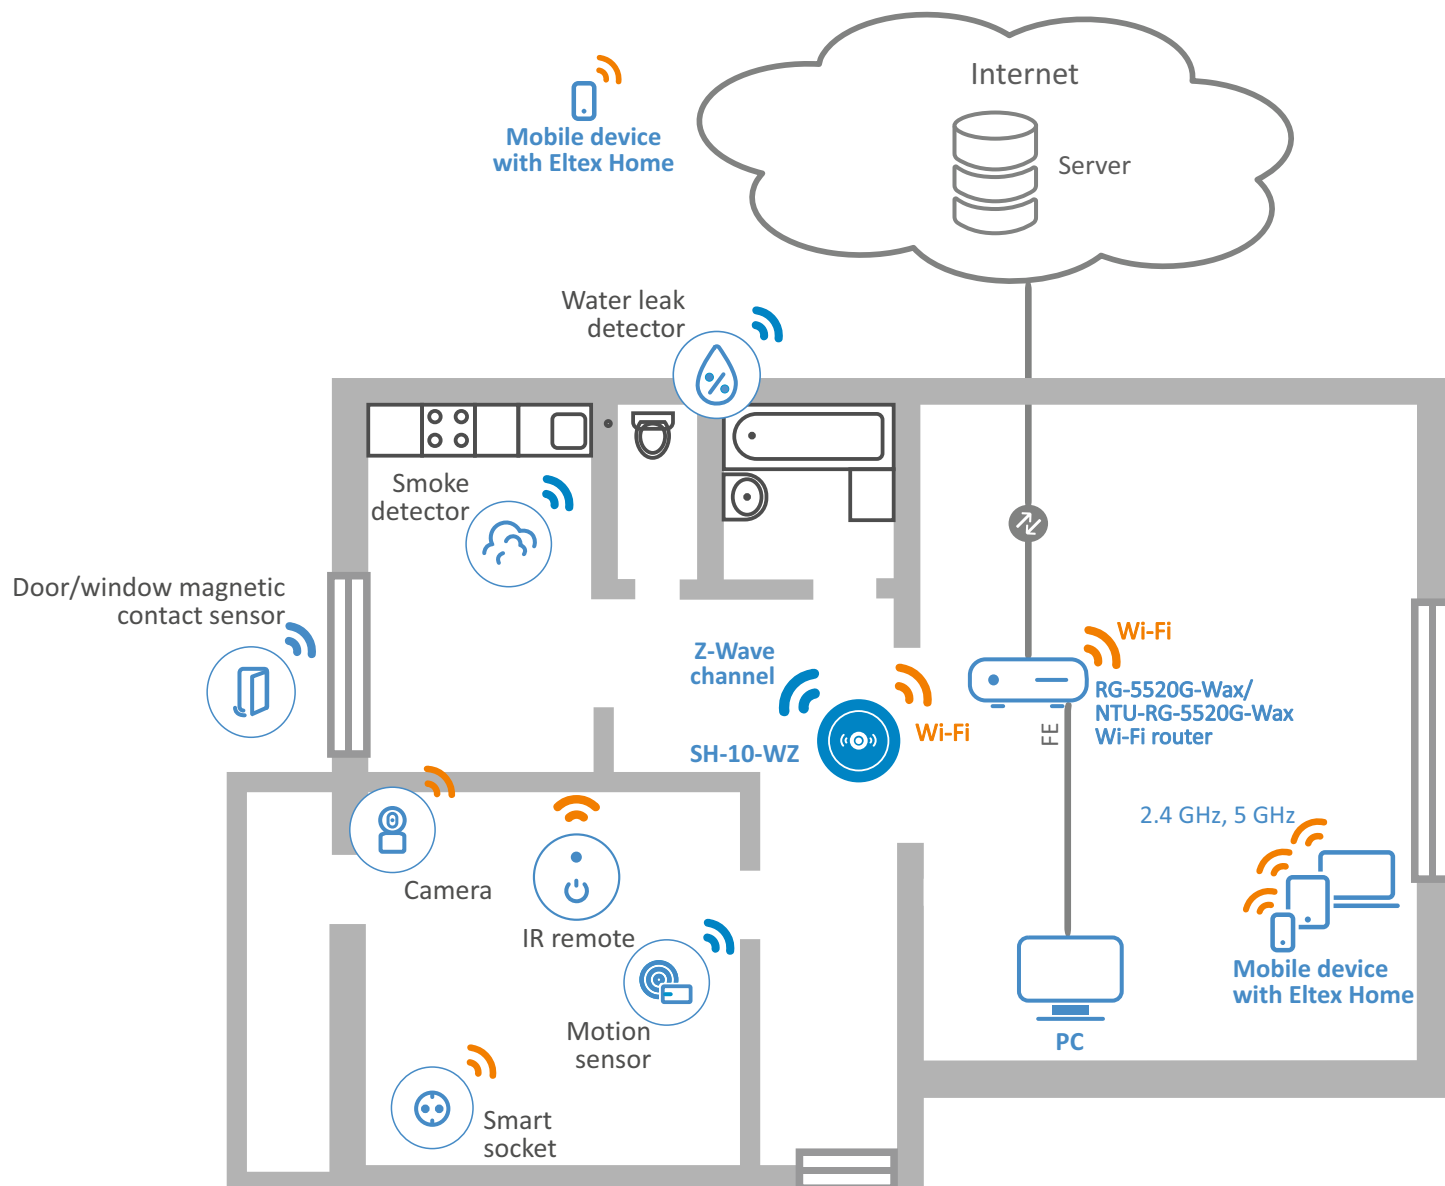 Internet
Server
Mobile device
with Eltex Home
Water leak
detector
Smoke
detector
Door/window magnetic
contact sensor
Z-Wave
channel
SH-10-WZ
Wi-Fi
Wi-Fi
RG-5520G-Wax/
NTU-RG-5520G-Wax
Wi-Fi router
FE
2.4 GHz, 5 GHz
Camera
IR remote
Motion
sensor
Smart
socket
Mobile device
with Eltex Home
PC